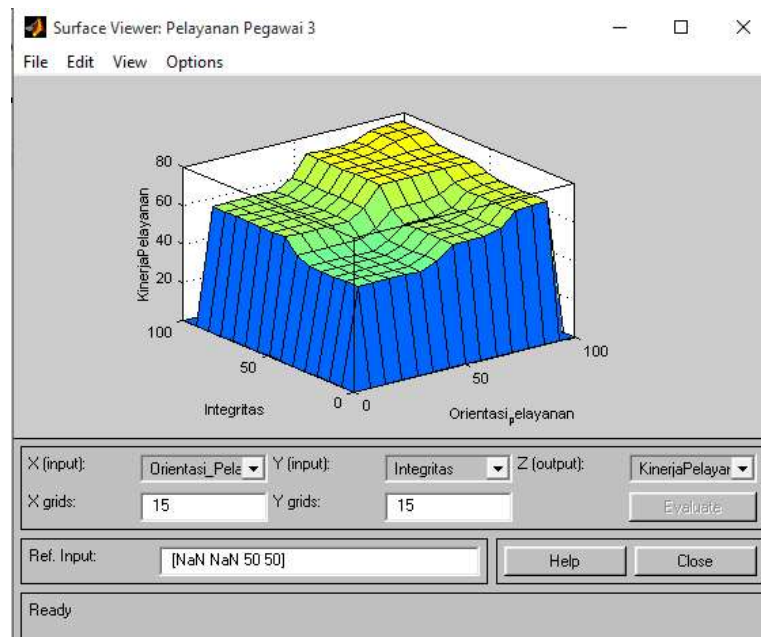 Surface Viewer: Pelayanan Pegawai 3
File Edit View Options
80
60
40
20
KinerjaPelayanan
100
50
0
Integritas
0
50
100
Orientasi_pelayanan
X (input):
Orientasi_Pela
Y (input):
Integritas
Z (output):
KinerjaPelayar
X grids:
15
Y grids:
15
Evaluate
Ref. Input:
[NaN NaN 50 50]
Help
Close
Ready